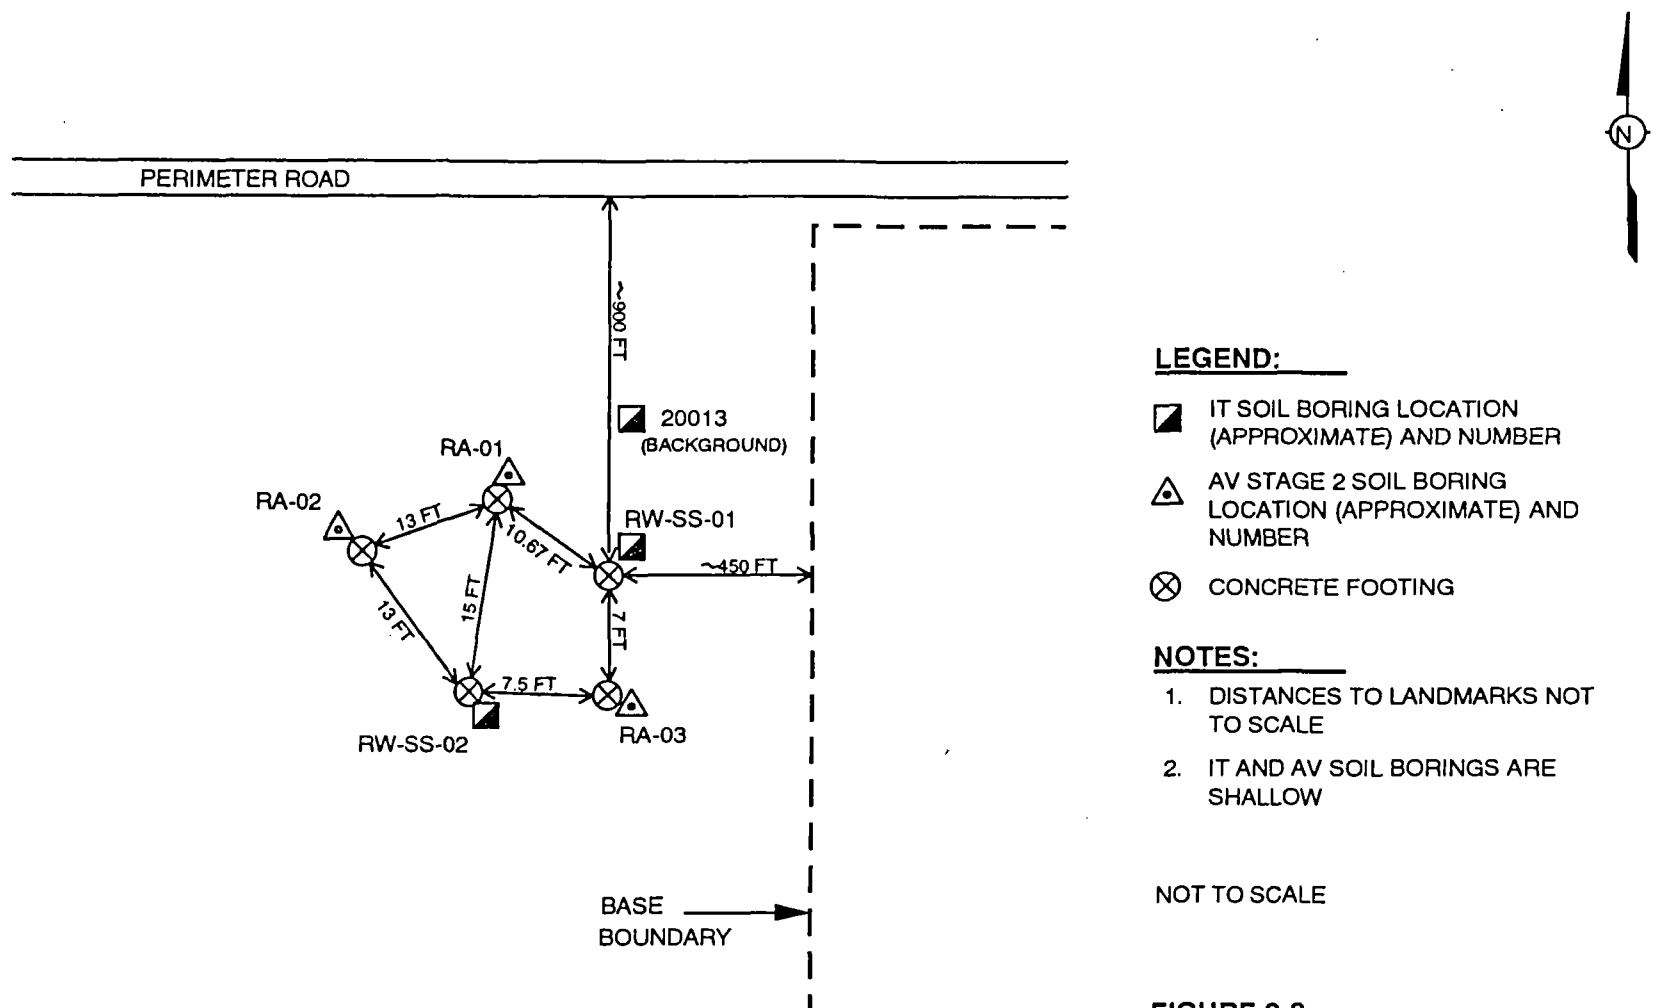 N
PERIMETER ROAD
~900 FT
20013
(BACKGROUND)
RA-01
RA-02
13 FT
10.67 FT
RW-SS-01
~450 FT
15 FT
13 FT
7 FT
7.5 FT
RW-SS-02
RA-03
BASE
BOUNDARY
LEGEND:
IT SOIL BORING LOCATION
(APPROXIMATE) AND NUMBER
AV STAGE 2 SOIL BORING
LOCATION (APPROXIMATE) AND
NUMBER
CONCRETE FOOTING
NOTES:
1. DISTANCES TO LANDMARKS NOT
TO SCALE
2. IT AND AV SOIL BORINGS ARE
SHALLOW
NOT TO SCALE